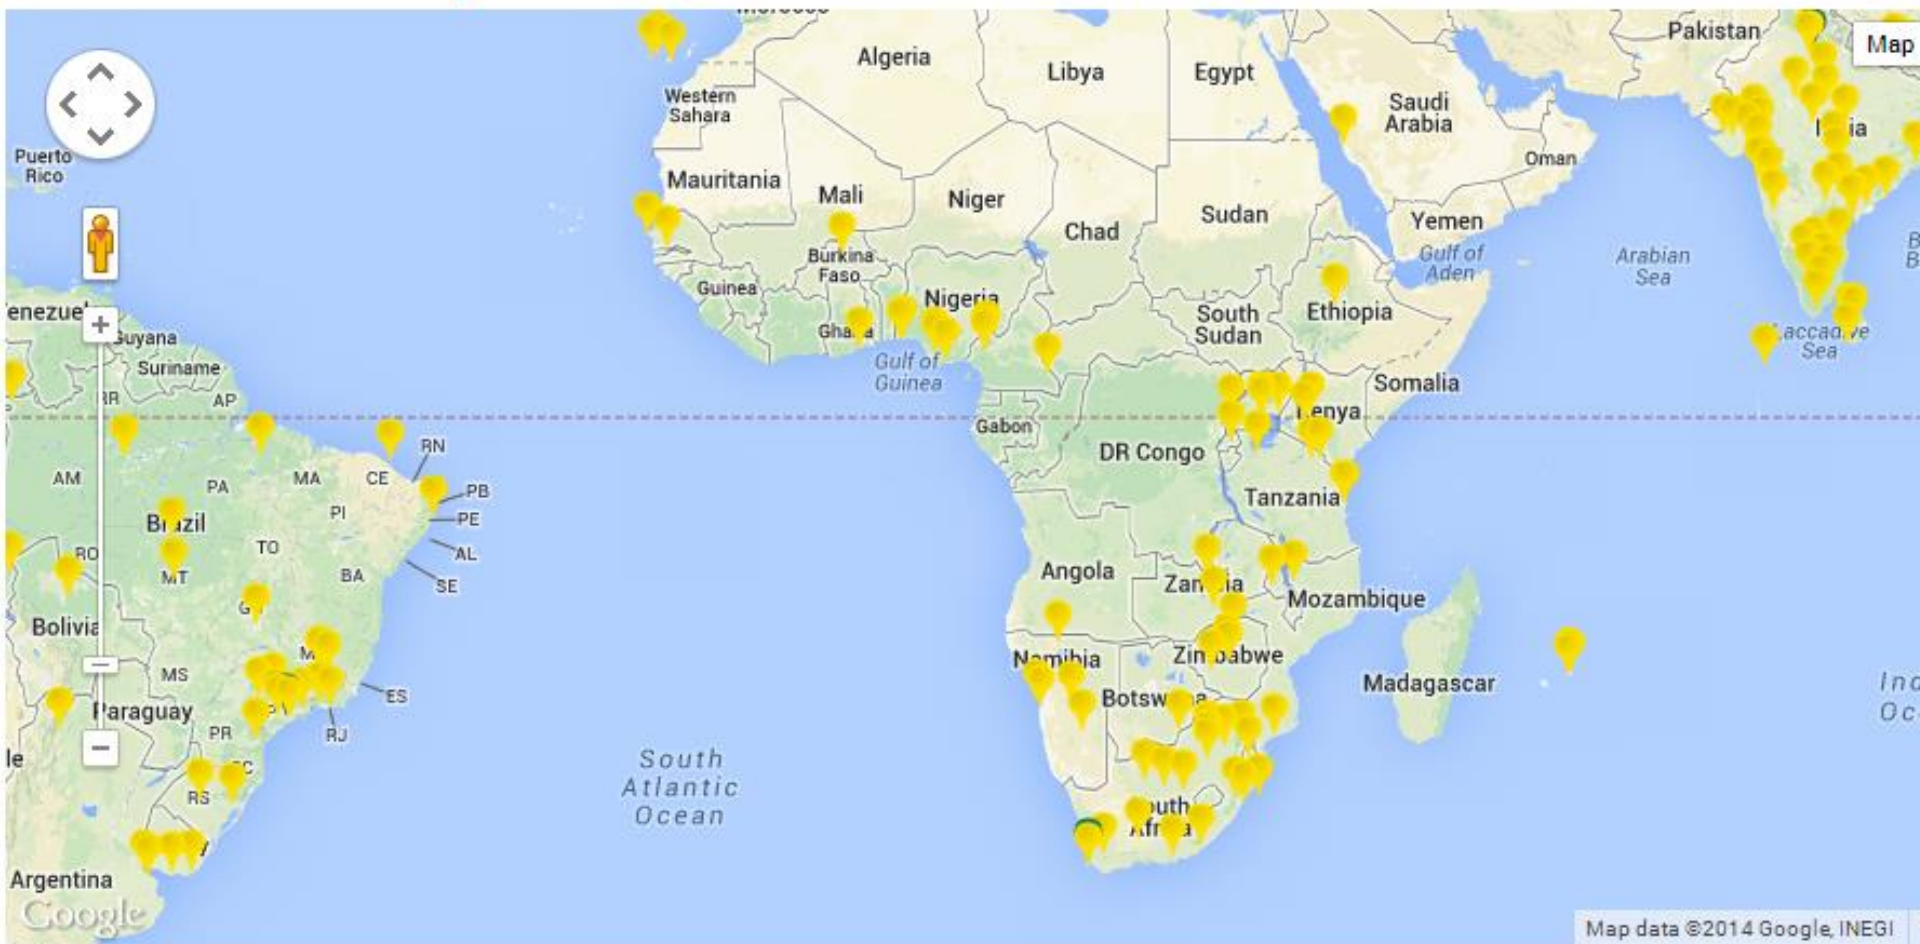 Pakistan
Map
Algeria
Libya
Egypt
Western
Sahara
Saudi
Arabia
Puerto
Rico
Oman
Mauritania
Mali
Niger
Sudan
Chad
Yemen
Gulf of
Aden
Arabian
Sea
Burkina
Faso
Guinea
Nigeria
Ethiopia
South
Sudan
Guyana
Suriname
Gulf of
Guinea
Sea
Somalia
RR
AP
Gabon
DR Congo
RN
AM
PA
MA
CE
PI
PB
PE
Tanzania
TO
AL
RO
BA
SE
MT
Angola
Mozambique
Bolivia
Namibia
MS
ES
Paraguay
PR
RJ
Madagascar
South
Atlantic
Ocean
RS
Argentina
Google
Map data ©2014 Google, INEGI